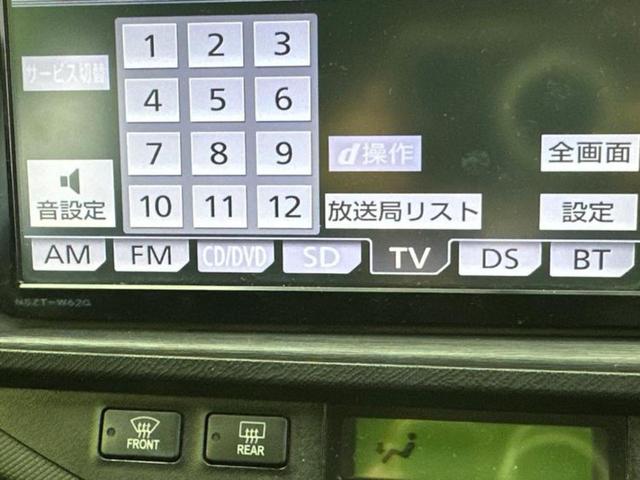 1 2 3
サービス切替
4 5 6
7 8 9
d操作 全画面
音設定
10 11 12
放送局リスト 設定
AM FM CD/DVD SD TV DS BT
NSZT-W62G
FRONT REAR